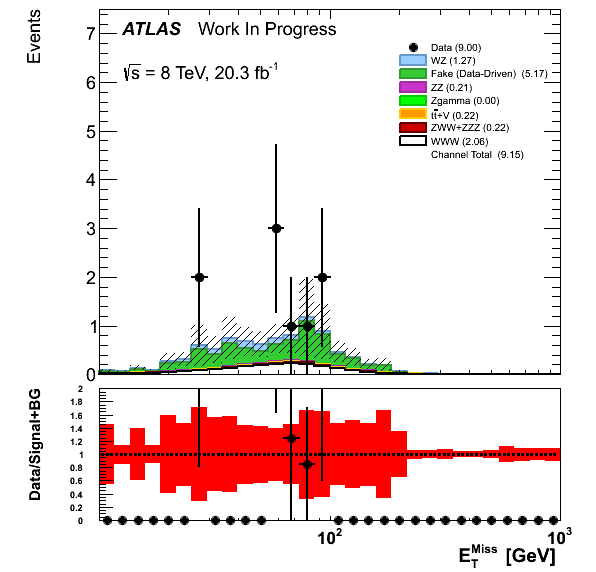 Events
ATLAS Work In Progress
√s = 8 TeV, 20.3 fb⁻¹
Data (9.00)
WZ (1.27)
Fake (Data-Driven) (5.17)
ZZ (0.21)
Zgamma (0.00)
tt̄+V (0.22)
ZWW+ZZZ (0.22)
WWW (2.06)
Channel Total (9.15)
7
6
5
4
3
2
1
0
Data/Signal+BG
2
1.8
1.6
1.4
1.2
1
0.8
0.6
0.4
0.2
0
10² 10³
E_T^Miss [GeV]